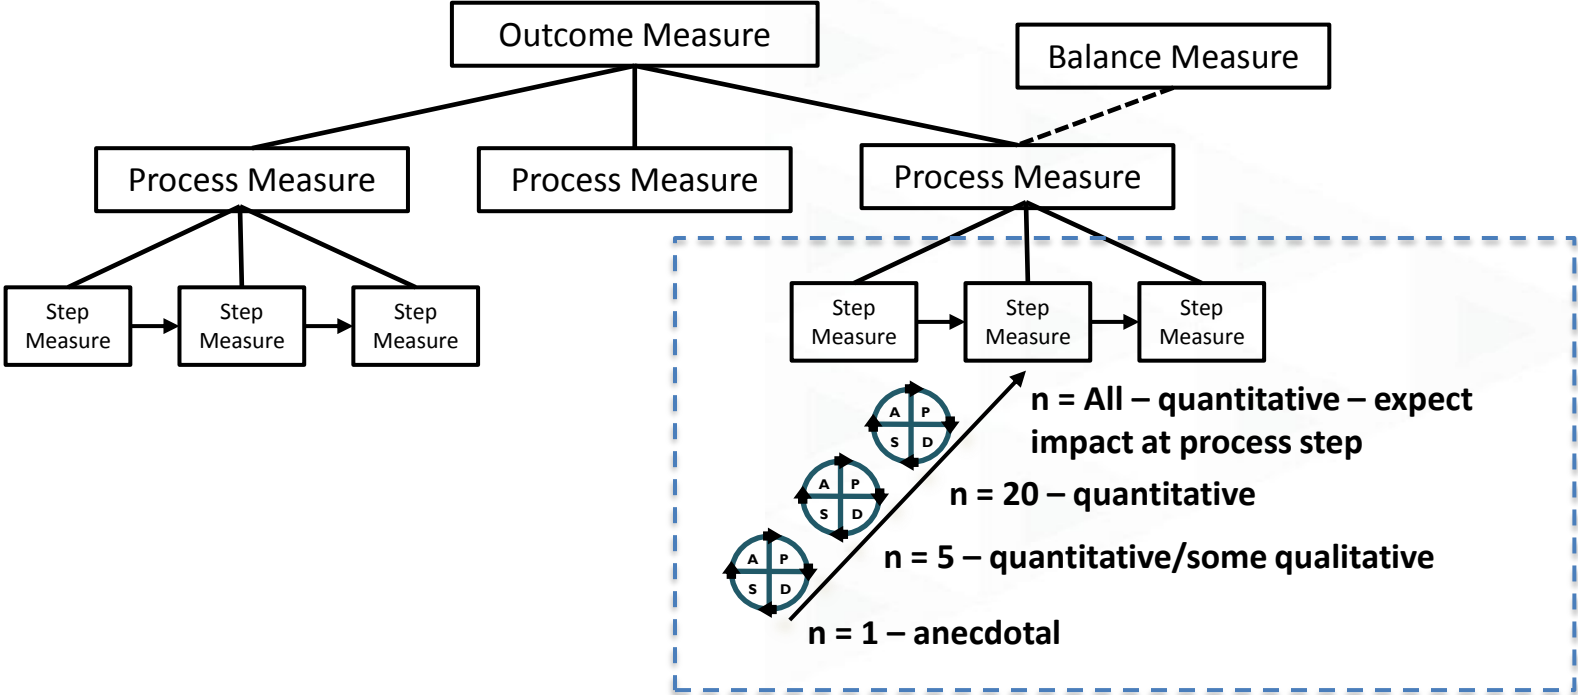 Outcome Measure
Balance Measure
Process Measure
Process Measure
Process Measure
Step
Measure
Step
Measure
Step
Measure
Step
Measure
Step
Measure
Step
Measure
A P
S D
n = All – quantitative – expect
impact at process step
A P
S D
n = 20 – quantitative
A P
S D
n = 5 – quantitative/some qualitative
n = 1 – anecdotal